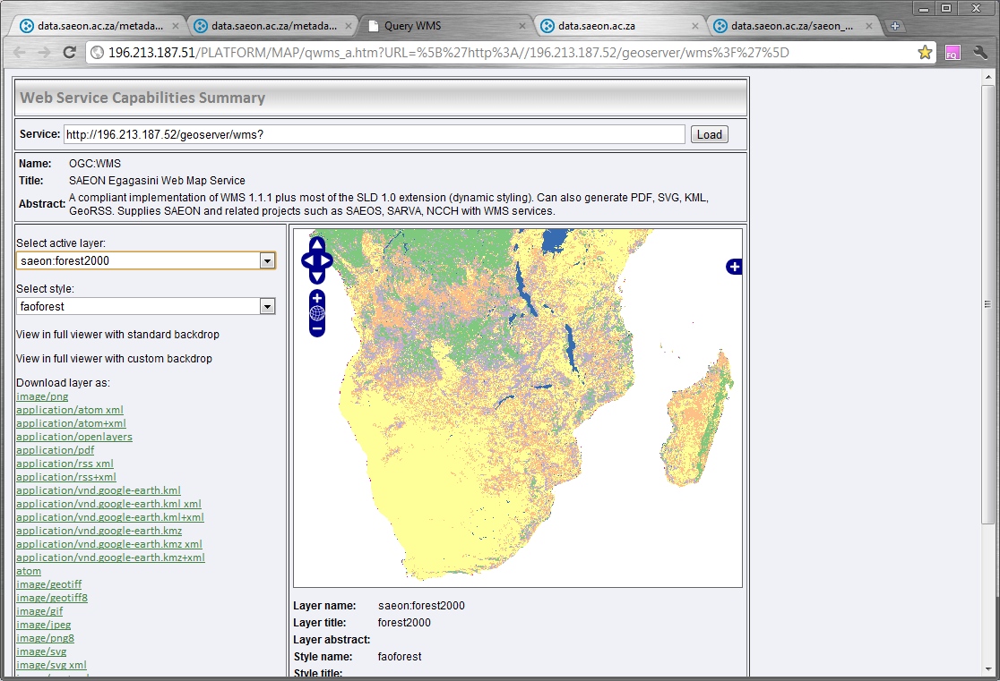 data.saeon.ac.za/metada...
data.saeon.ac.za/metada...
Query WMS
data.saeon.ac.za
data.saeon.ac.za/saeon_...
196.213.187.51/PLATFORM/MAP/qwms_a.htm?URL=%5B%27http%3A//196.213.187.52/geoserver/wms%3F%27%5D
FQ
Web Service Capabilities Summary
Service: http://196.213.187.52/geoserver/wms? Load
Name: OGC:WMS
Title: SAEON Egagasini Web Map Service
Abstract: A compliant implementation of WMS 1.1.1 plus most of the SLD 1.0 extension (dynamic styling). Can also generate PDF, SVG, KML,
GeoRSS. Supplies SAEON and related projects such as SAEOS, SARVA, NCCH with WMS services.
Select active layer:
saeon:forest2000
Select style:
faoforest
View in full viewer with standard backdrop
View in full viewer with custom backdrop
Download layer as:
image/png
application/atom xml
application/atom+xml
application/openlayers
application/pdf
application/rss xml
application/rss+xml
application/vnd.google-earth.kml
application/vnd.google-earth.kml xml
application/vnd.google-earth.kml+xml
application/vnd.google-earth.kmz
application/vnd.google-earth.kmz xml
application/vnd.google-earth.kmz+xml
atom
image/geotiff
image/geotiff8
image/gif
image/jpeg
image/png8
image/svg
image/svg xml
Layer name: saeon:forest2000
Layer title: forest2000
Layer abstract:
Style name: faoforest
Style title: